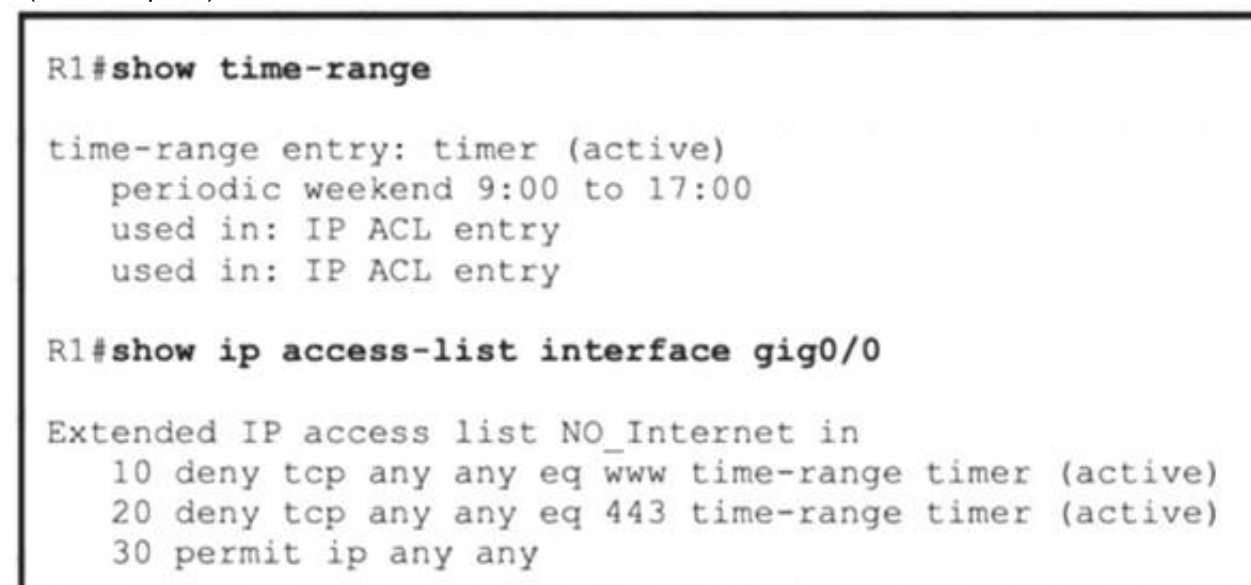 R1#show time-range
time-range entry: timer (active)
periodic weekend 9:00 to 17:00
used in: IP ACL entry
used in: IP ACL entry
R1#show ip access-list interface gig0/0
Extended IP access list NO_Internet in
10 deny tcp any any eq www time-range timer (active)
20 deny tcp any any eq 443 time-range timer (active)
30 permit ip any any